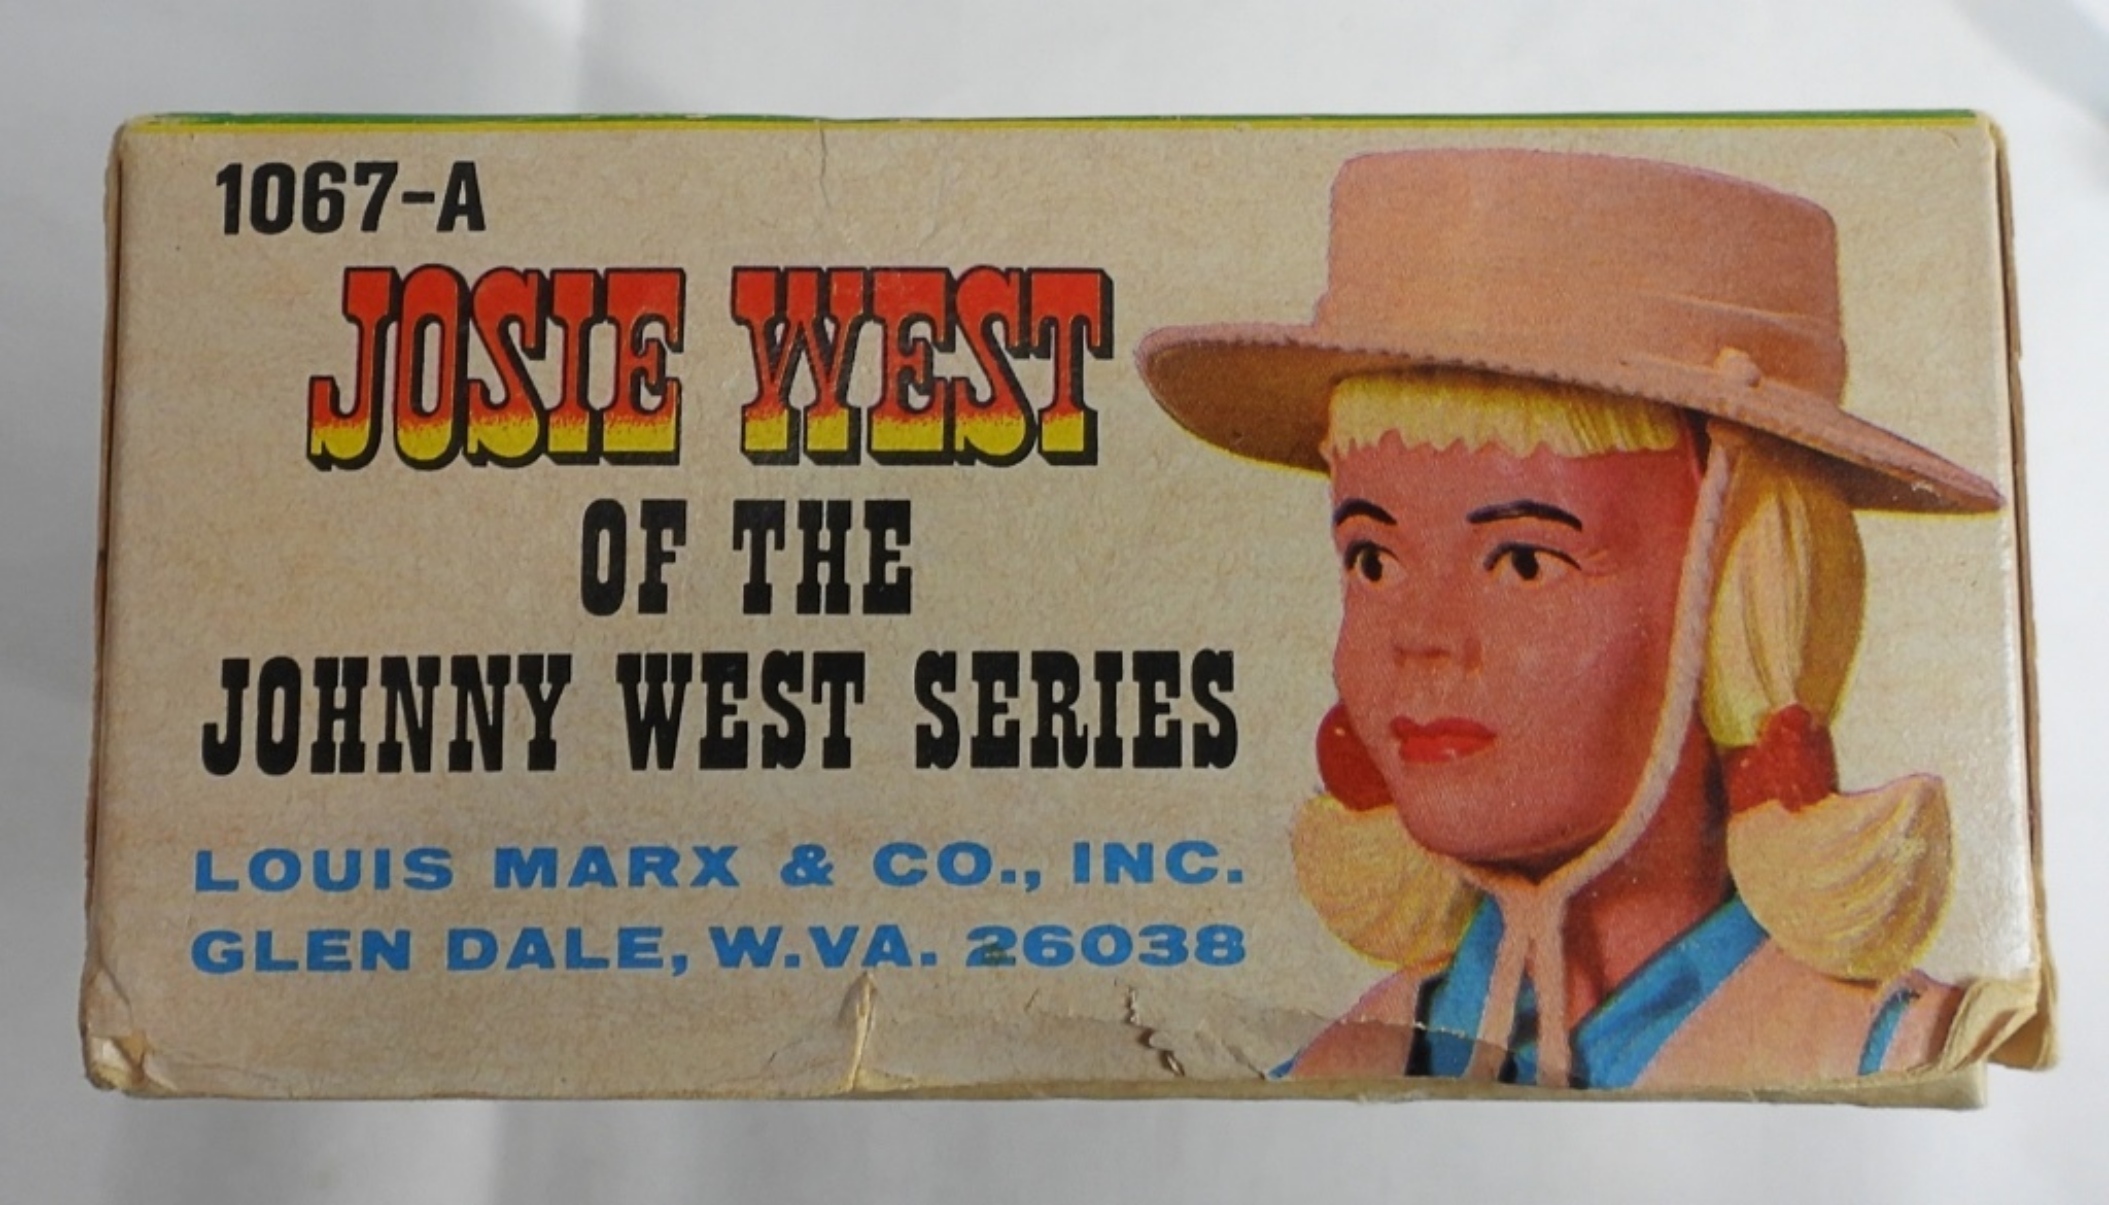 1067-A
JOSIE WEST
OF THE
JOHNNY WEST SERIES
LOUIS MARX & CO., INC.
GLEN DALE, W.VA. 26038